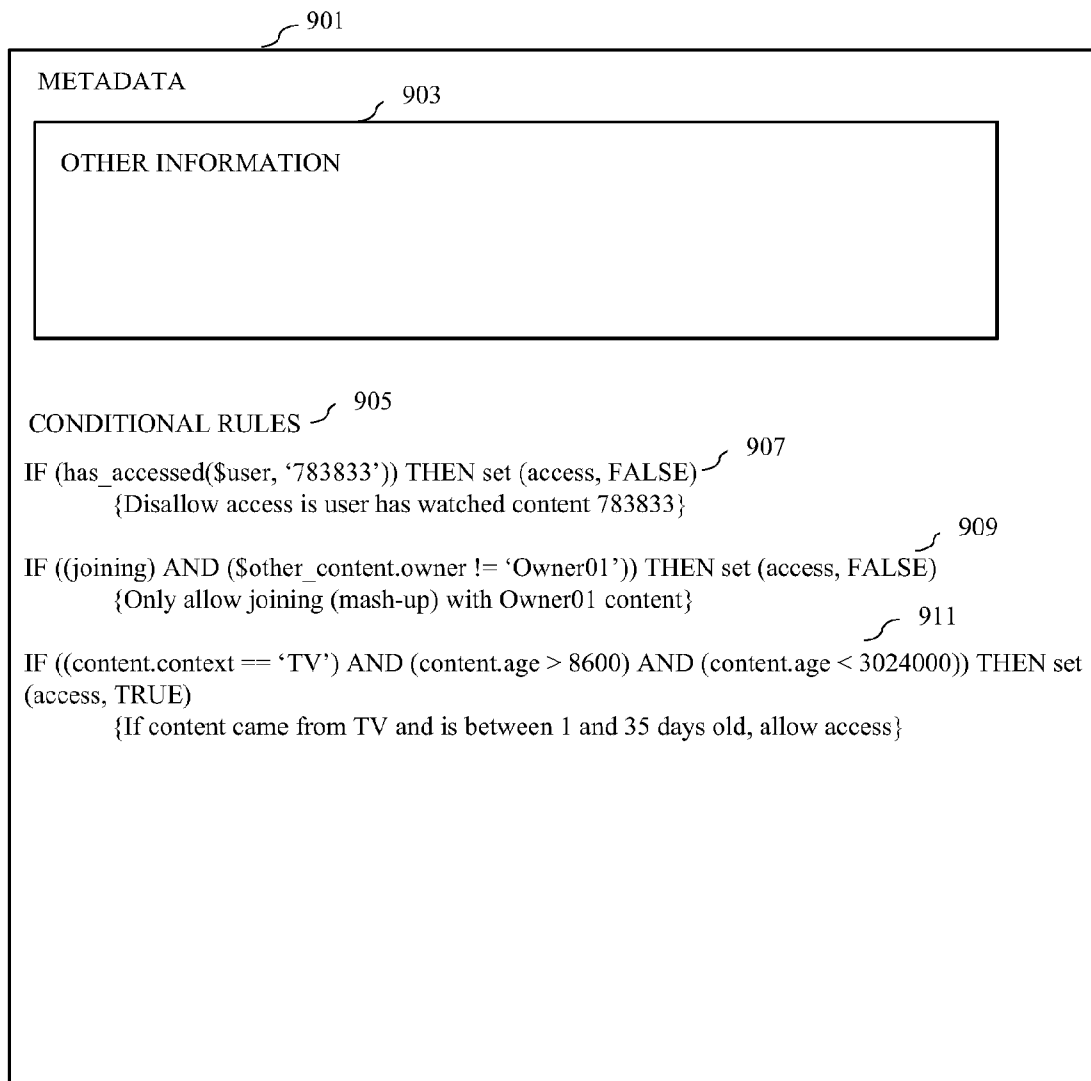 901
METADATA
903
OTHER INFORMATION
905
CONDITIONAL RULES
907
IF (has_accessed($user, ‘783833’)) THEN set (access, FALSE)
{Disallow access is user has watched content 783833}
909
IF ((joining) AND ($other_content.owner != ‘Owner01’)) THEN set (access, FALSE)
{Only allow joining (mash-up) with Owner01 content}
911
IF ((content.context == ‘TV’) AND (content.age > 8600) AND (content.age < 3024000)) THEN set
(access, TRUE)
{If content came from TV and is between 1 and 35 days old, allow access}